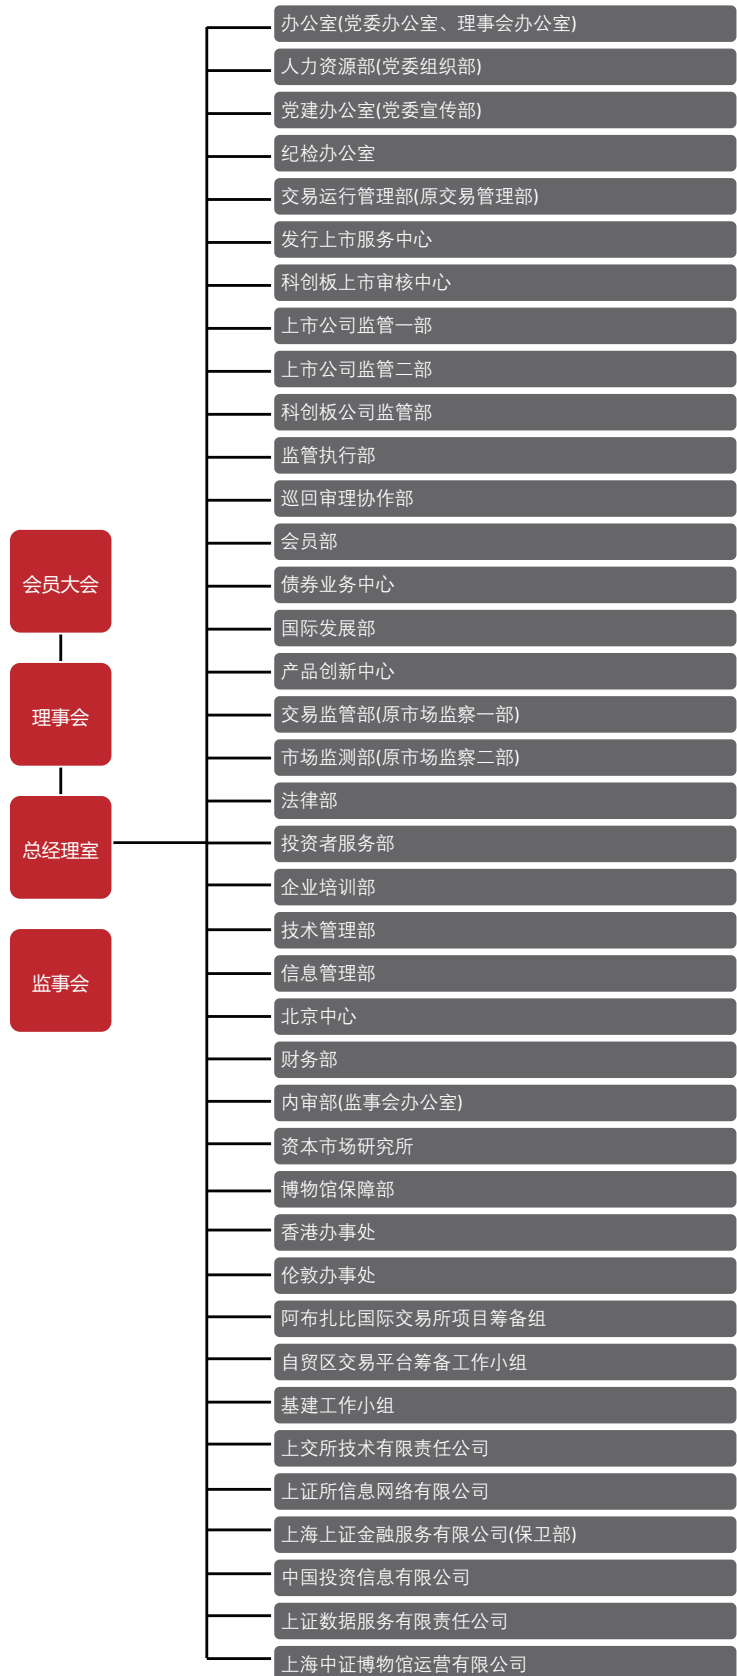 会员大会
理事会
总经理室
监事会
办公室(党委办公室、理事会办公室)
人力资源部(党委组织部)
党建办公室(党委宣传部)
纪检办公室
交易运行管理部(原交易管理部)
发行上市服务中心
科创板上市审核中心
上市公司监管一部
上市公司监管二部
科创板公司监管部
监管执行部
巡回审理协作部
会员部
债券业务中心
国际发展部
产品创新中心
交易监管部(原市场监察一部)
市场监测部(原市场监察二部)
法律部
投资者服务部
企业培训部
技术管理部
信息管理部
北京中心
财务部
内审部(监事会办公室)
资本市场研究所
博物馆保障部
香港办事处
伦敦办事处
阿布扎比国际交易所项目筹备组
自贸区交易平台筹备工作小组
基建工作小组
上交所技术有限责任公司
上证所信息网络有限公司
上海上证金融服务有限公司(保卫部)
中国投资信息有限公司
上证数据服务有限责任公司
上海中证博物馆运营有限公司